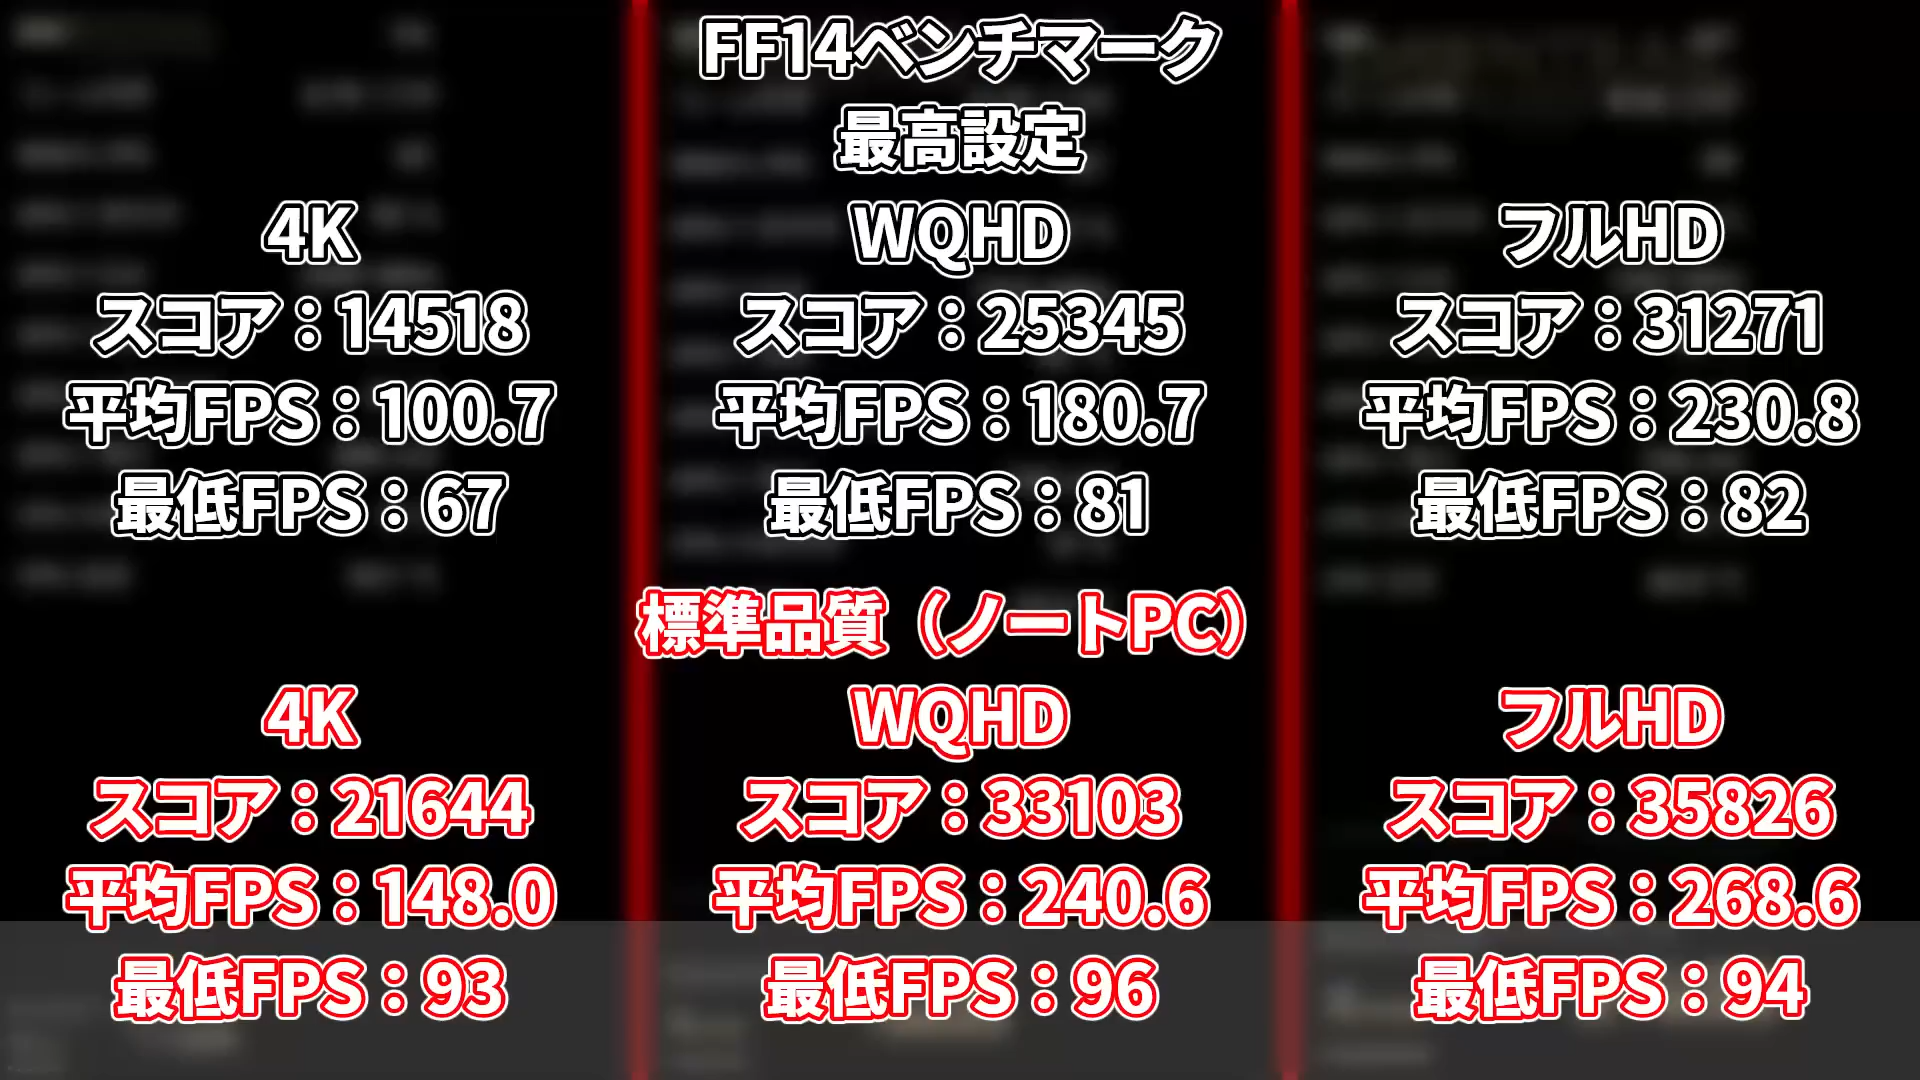 FF14ベンチマーク
最高設定
4K
スコア：14518
平均FPS：100.7
最低FPS：67
WQHD
スコア：25345
平均FPS：180.7
最低FPS：81
フルHD
スコア：31271
平均FPS：230.8
最低FPS：82
標準品質（ノートPC）
4K
スコア：21644
平均FPS：148.0
最低FPS：93
WQHD
スコア：33103
平均FPS：240.6
最低FPS：96
フルHD
スコア：35826
平均FPS：268.6
最低FPS：94